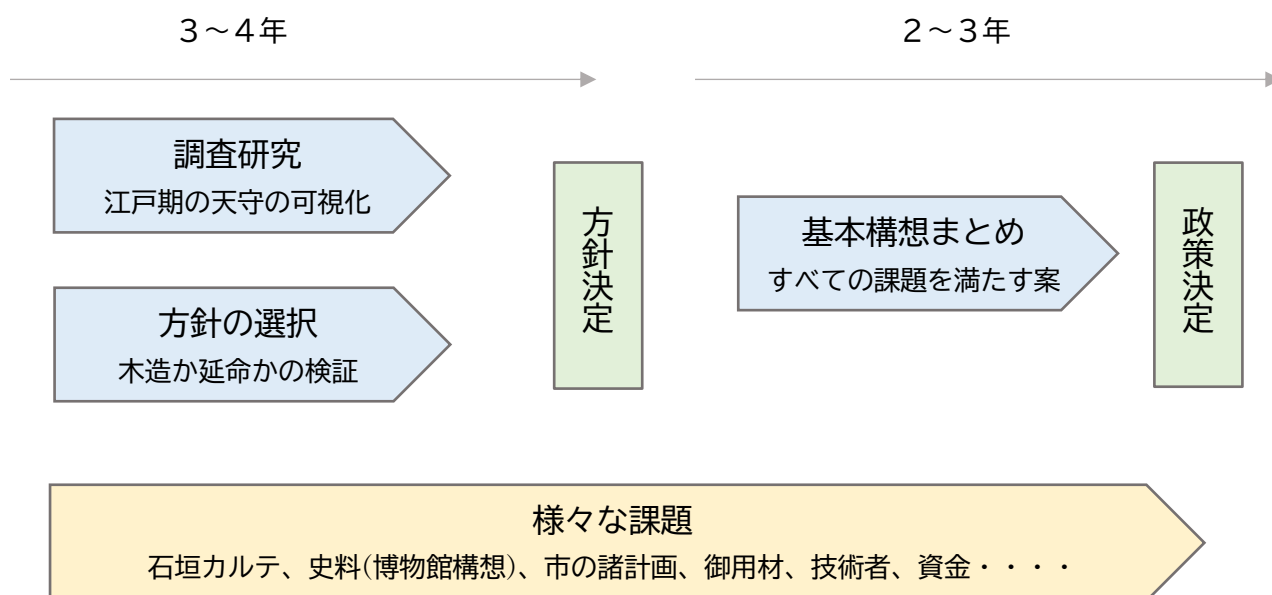 3～4年
2～3年
調査研究
江戸期の天守の可視化
方針の選択
木造か延命かの検証
方針決定
基本構想まとめ
すべての課題を満たす案
政策決定
様々な課題
石垣カルテ、史料(博物館構想)、市の諸計画、御用材、技術者、資金・・・・